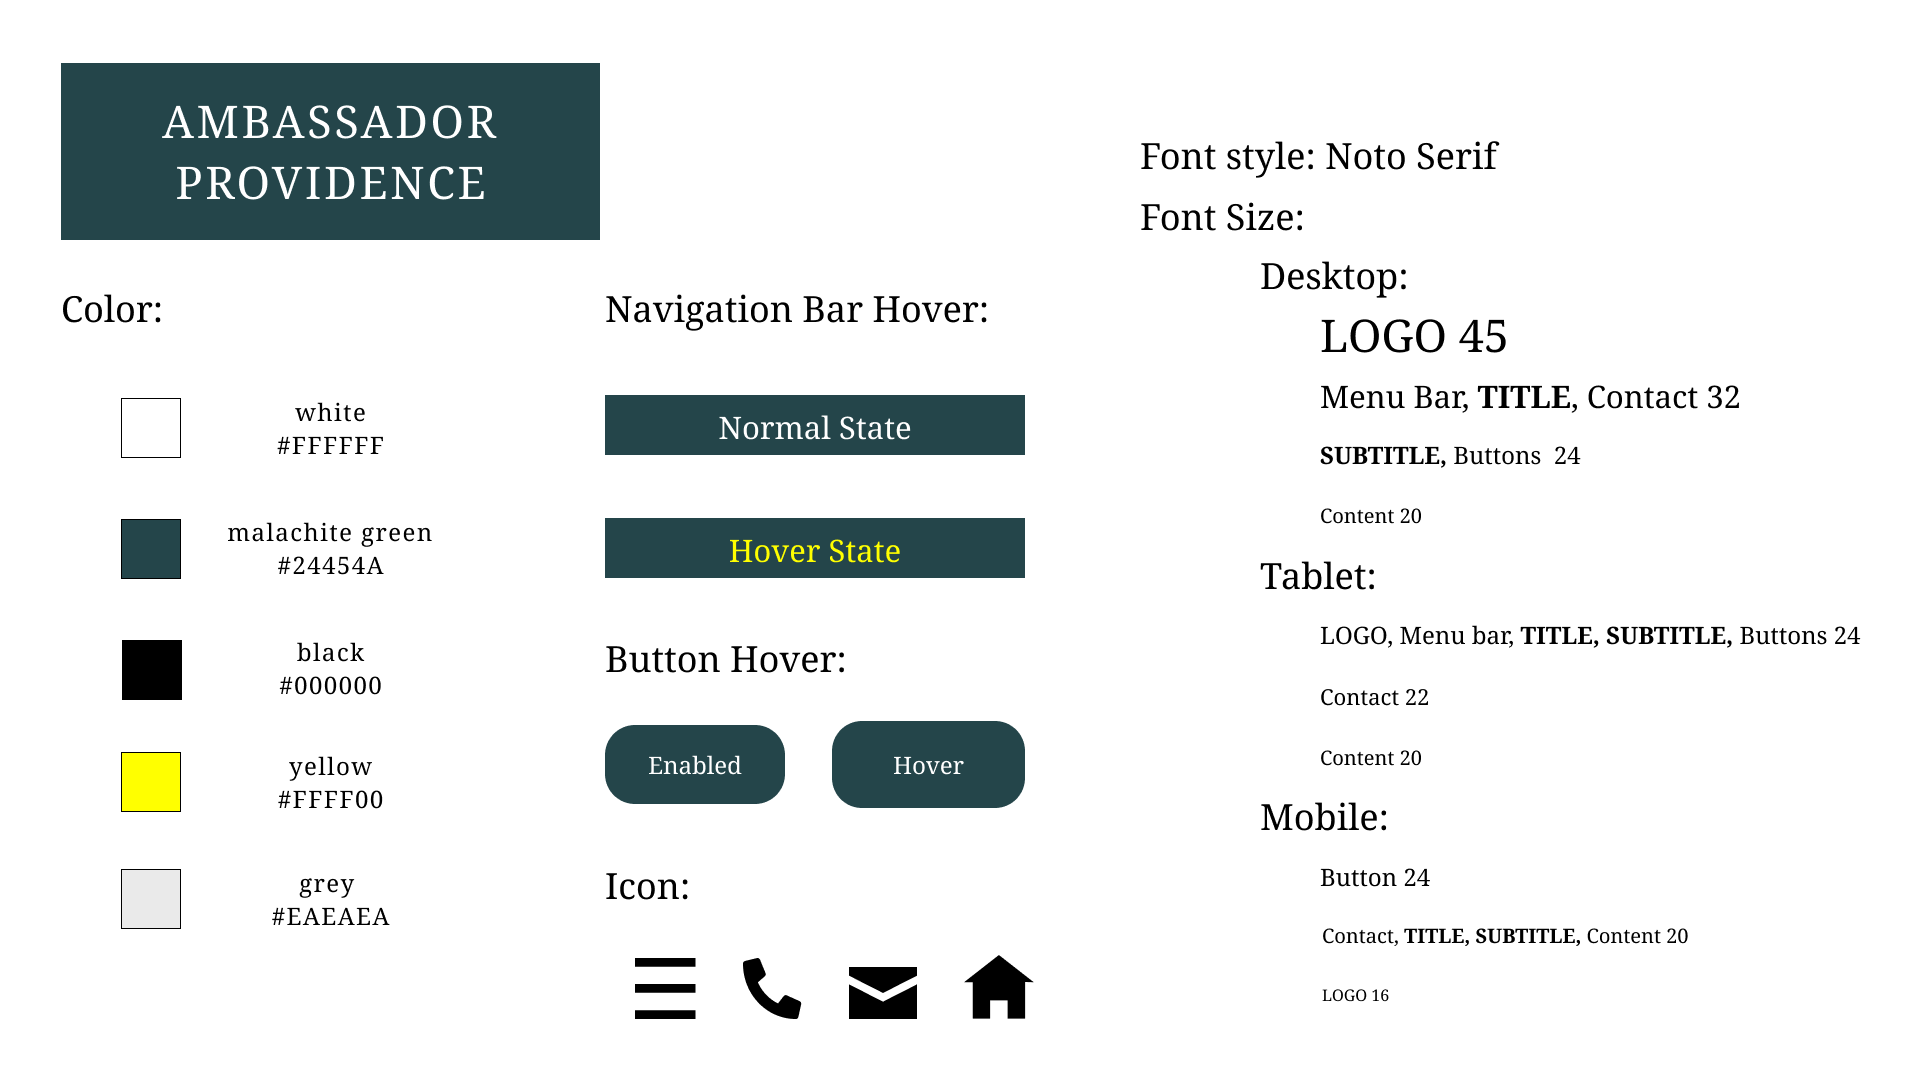 AMBASSADOR
PROVIDENCE
Color:
white
#FFFFFF
malachite green
#24454A
black
#000000
yellow
#FFFF00
grey
#EAEAEA
Navigation Bar Hover:
Normal State
Hover State
Button Hover:
Enabled
Hover
Icon:
Font style: Noto Serif
Font Size:
Desktop:
LOGO 45
Menu Bar, TITLE, Contact 32
SUBTITLE, Buttons  24
Content 20
Tablet:
LOGO, Menu bar, TITLE, SUBTITLE, Buttons 24
Contact 22
Content 20
Mobile:
Button 24
Contact, TITLE, SUBTITLE, Content 20
LOGO 16